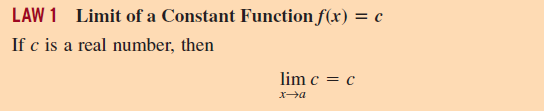 LAW 1 Limit of a Constant Function f(x) = c
If c is a real number, then
lim c = c
x→a